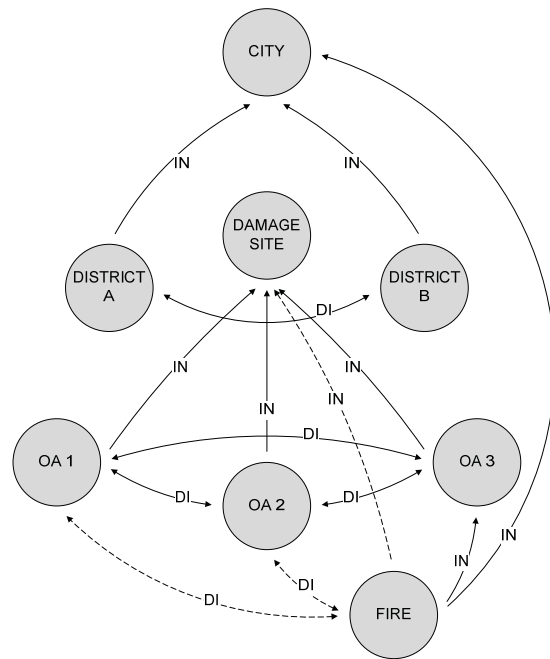 CITY
IN
IN
DAMAGE
SITE
DISTRICT
A
DISTRICT
B
DI
IN
IN
IN
IN
DI
OA 1
OA 3
DI
DI
OA 2
IN
IN
DI
DI
FIRE